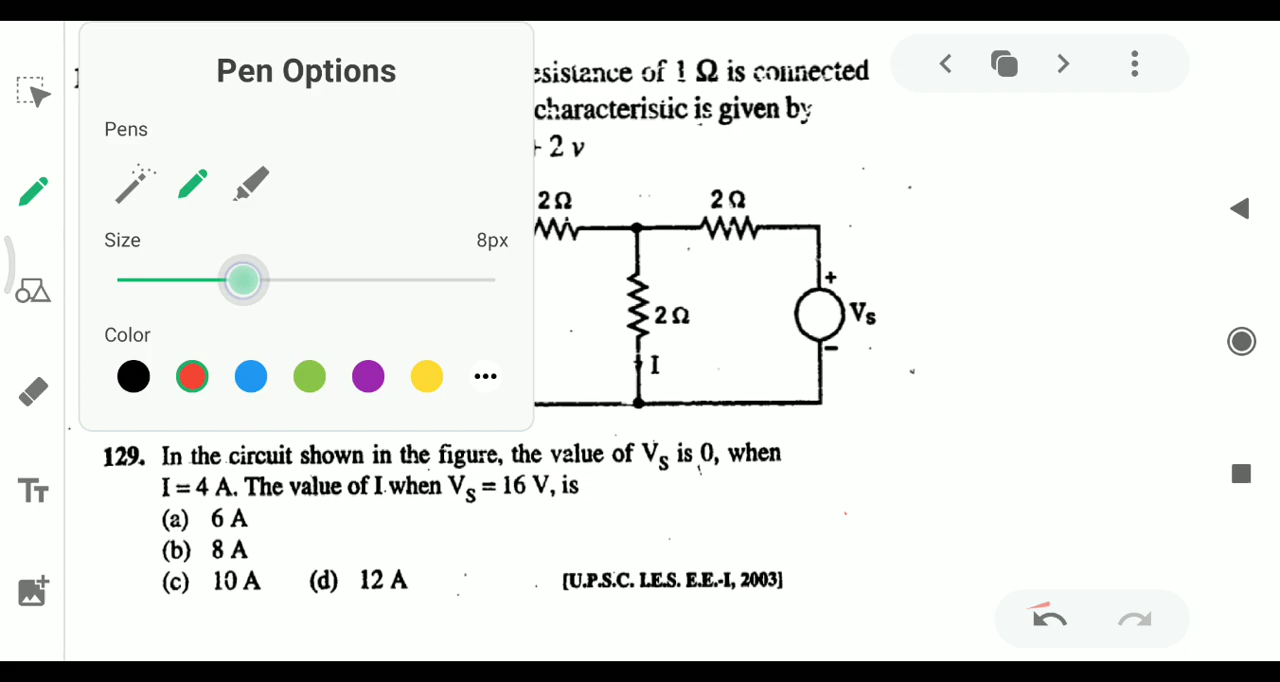 Pen Options
Pens
Size 8px
Color
esistance of 1 Ω is connected
characteristic is given by
+ 2 v
2Ω 2Ω
+
2Ω Vs
−
I
129. In the circuit shown in the figure, the value of VS is 0, when
I = 4 A. The value of I when VS = 16 V, is
(a) 6 A
(b) 8 A
(c) 10 A (d) 12 A [U.P.S.C. I.E.S. E.E.-I, 2003]
TT